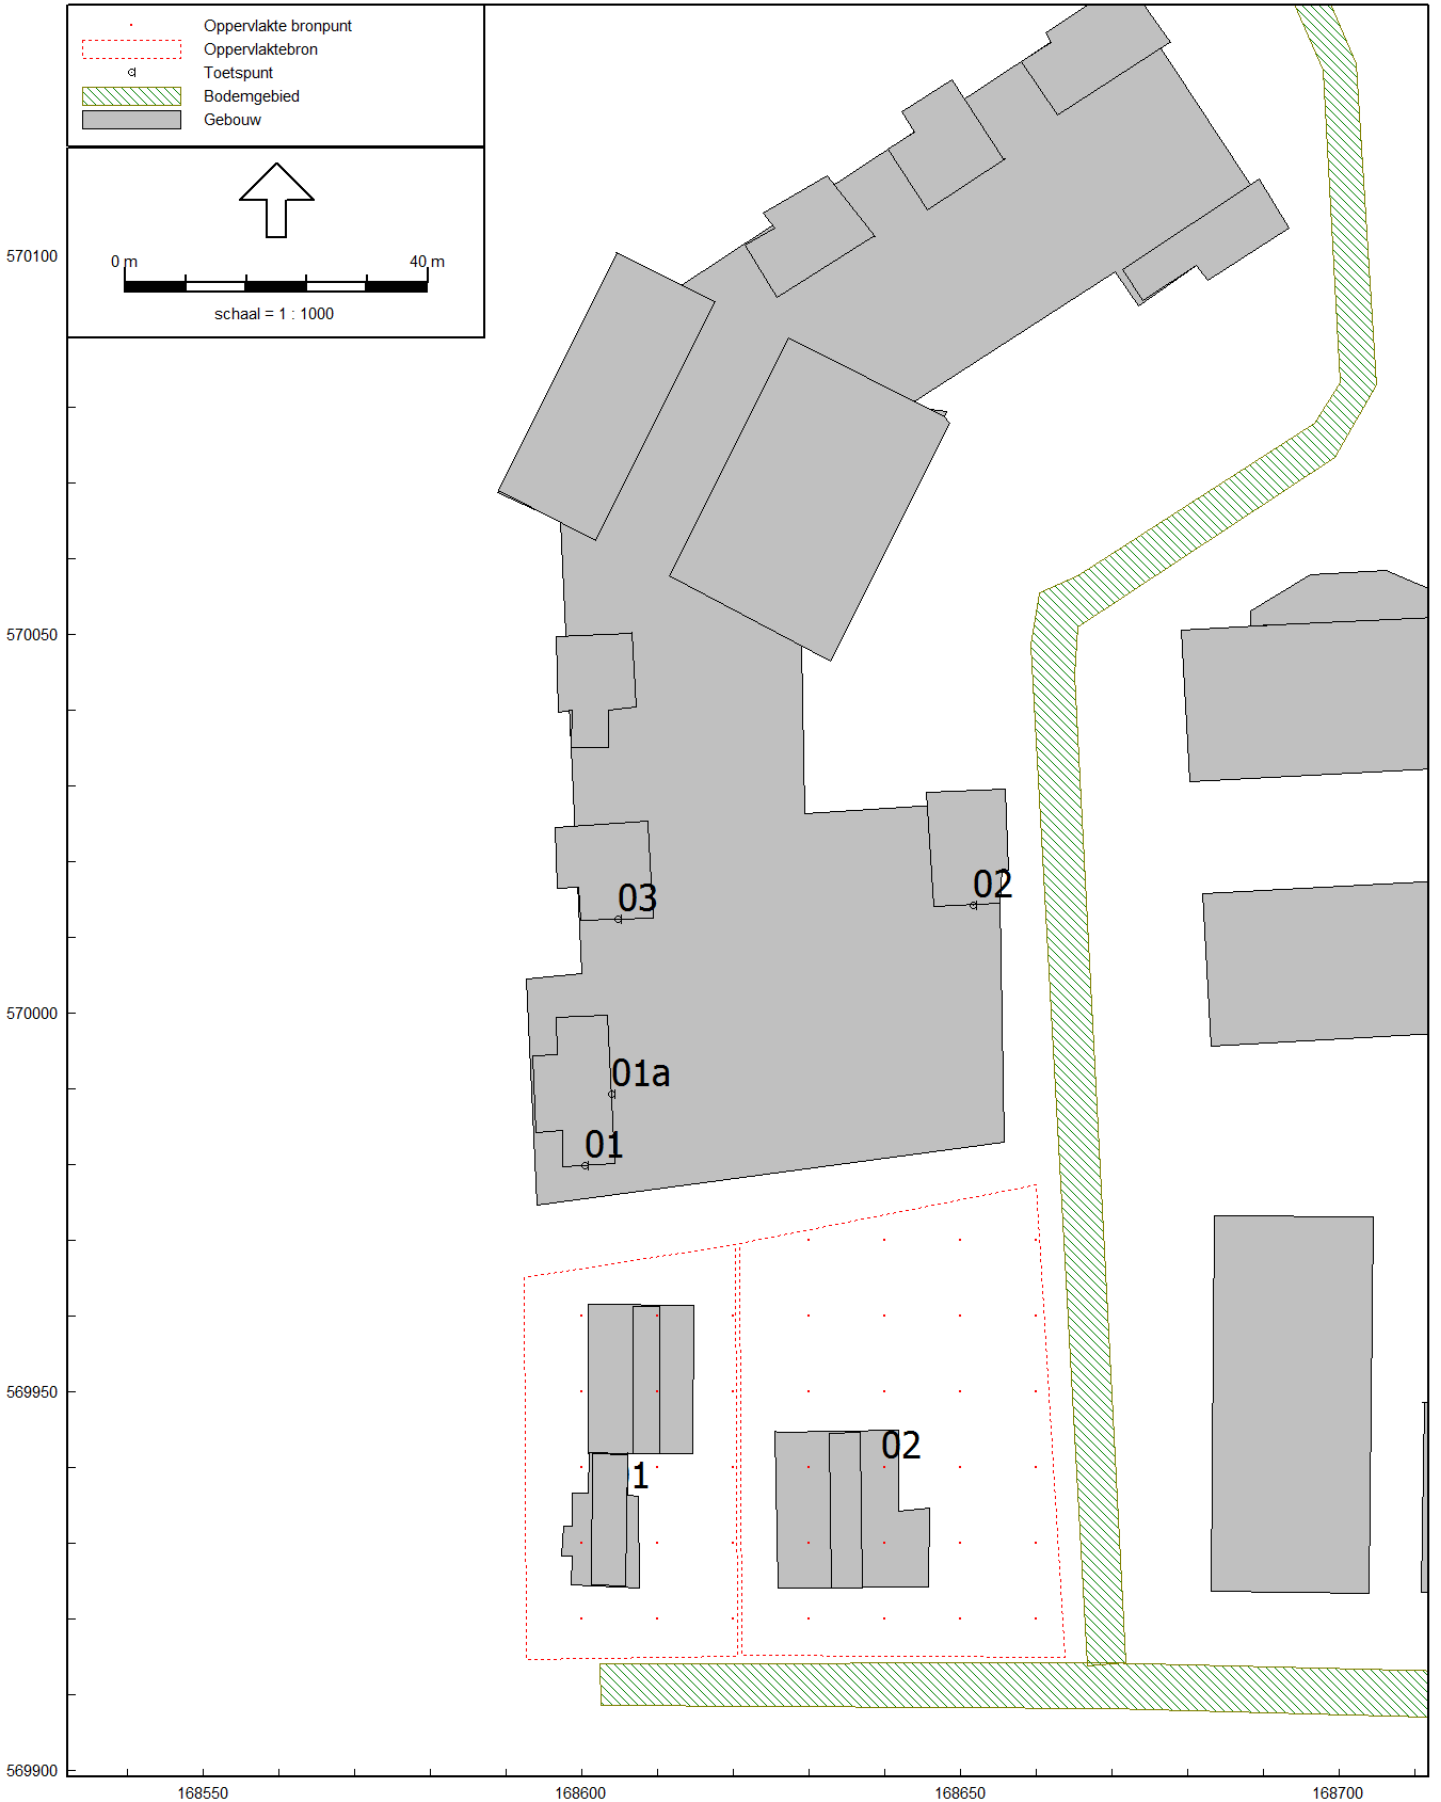 Oppervlakte bronpunt
Oppervlaktebron
Toetspunt
Bodemgebied
Gebouw
0 m 40 m
schaal = 1 : 1000
570100
570050
03
02
570000
01a
01
569950
02
1
569900
168550 168600 168650 168700